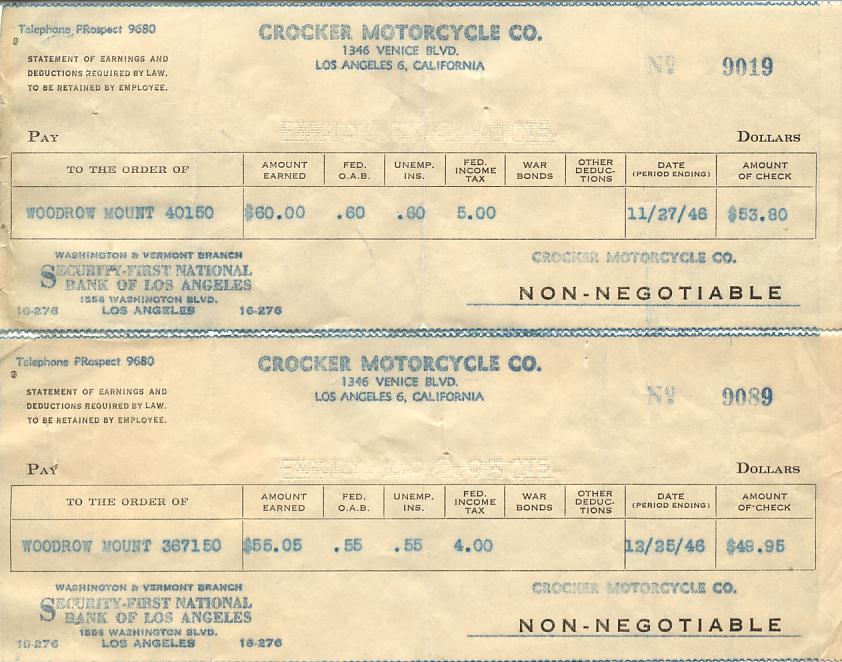 Telephone PRospect 9680
CROCKER MOTORCYCLE CO.
1346 VENICE BLVD.
LOS ANGELES 6, CALIFORNIA
STATEMENT OF EARNINGS AND
DEDUCTIONS REQUIRED BY LAW.
TO BE RETAINED BY EMPLOYEE.
Nº 9019
PAY DOLLARS
TO THE ORDER OF AMOUNT EARNED FED. O.A.B. UNEMP. INS. FED. INCOME TAX WAR BONDS OTHER DEDUC-TIONS DATE (PERIOD ENDING) AMOUNT OF CHECK
WOODROW MOUNT 40150 $60.00 .60 .60 5.00 11/27/46 $53.80
WASHINGTON & VERMONT BRANCH
SECURITY-FIRST NATIONAL
BANK OF LOS ANGELES
1556 WASHINGTON BLVD.
16-276 LOS ANGELES 16-276
CROCKER MOTORCYCLE CO.
NON-NEGOTIABLE
Telephone PRospect 9680
CROCKER MOTORCYCLE CO.
1346 VENICE BLVD.
LOS ANGELES 6, CALIFORNIA
STATEMENT OF EARNINGS AND
DEDUCTIONS REQUIRED BY LAW.
TO BE RETAINED BY EMPLOYEE.
Nº 9089
PAY DOLLARS
TO THE ORDER OF AMOUNT EARNED FED. O.A.B. UNEMP. INS. FED. INCOME TAX WAR BONDS OTHER DEDUC-TIONS DATE (PERIOD ENDING) AMOUNT OF CHECK
WOODROW MOUNT 367150 $55.05 .55 .55 4.00 12/25/46 $49.95
WASHINGTON & VERMONT BRANCH
SECURITY-FIRST NATIONAL
BANK OF LOS ANGELES
1556 WASHINGTON BLVD.
16-276 LOS ANGELES 16-276
CROCKER MOTORCYCLE CO.
NON-NEGOTIABLE